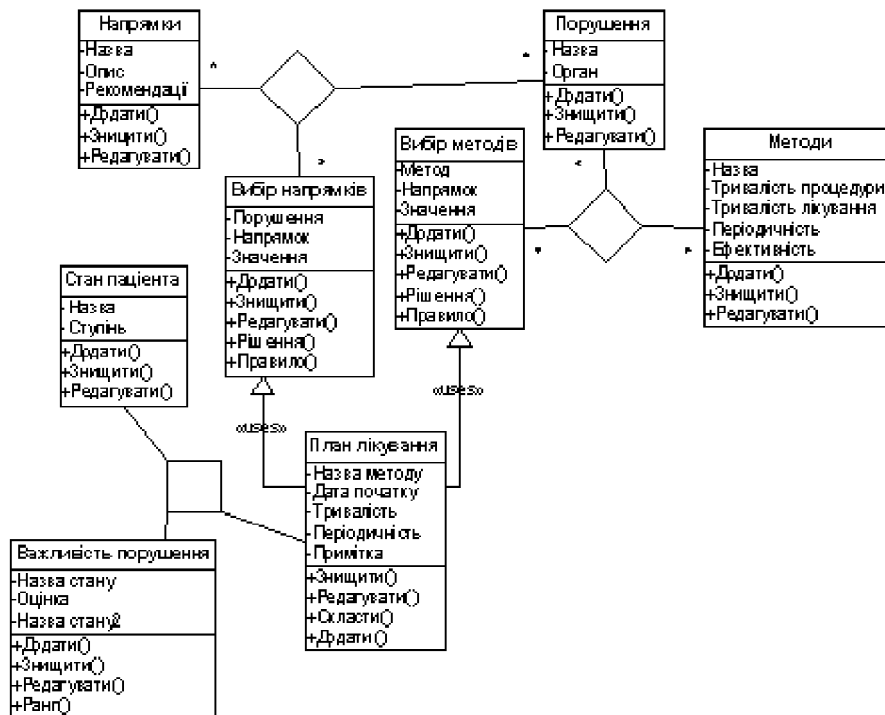 Напрямки
-Назва
-Опис
-Рекомендації
+Додати()
+Знищити()
+Редагувати()
*
*
*
Порушення
-Назва
-Орган
+Додати()
+Знищити()
+Редагувати()
Вибір напрямків
-Порушення
-Напрямок
-Значення
+Додати()
+Знищити()
+Редагувати()
+Рішення()
+Правило()
Вибір методів
-Метод
-Напрямок
-Значення
+Додати()
+Знищити()
+Редагувати()
+Рішення()
+Правило()
*
*
*
Методи
-Назва
-Тривалість процедури
-Тривалість лікування
-Періодичність
-Ефективність
+Додати()
+Знищити()
+Редагувати()
Стан пацієнта
-Назва
-Ступінь
+Додати()
+Знищити()
+Редагувати()
«uses»
«uses»
План лікування
-Назва методу
-Дата початку
-Тривалість
-Періодичність
-Примітка
+Знищити()
+Редагувати()
+Скласти()
+Додати()
Важливість порушення
-Назва стану
-Оцінка
-Назва стану2
+Додати()
+Знищити()
+Редагувати()
+Ранг()